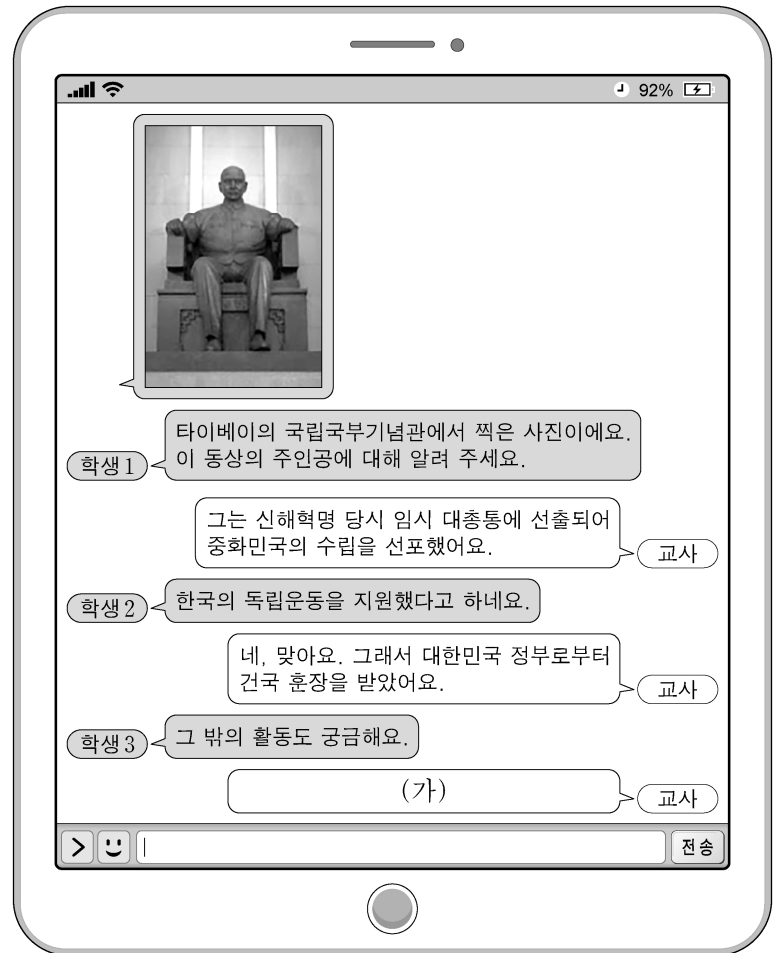 92%
타이베이의 국립국부기념관에서 찍은 사진이에요.
이 동상의 주인공에 대해 알려 주세요.
학생 1
그는 신해혁명 당시 임시 대총통에 선출되어
중화민국의 수립을 선포했어요.
교사
한국의 독립운동을 지원했다고 하네요.
학생 2
네, 맞아요. 그래서 대한민국 정부로부터
건국 훈장을 받았어요.
교사
그 밖의 활동도 궁금해요.
학생 3
(가)
교사
전송